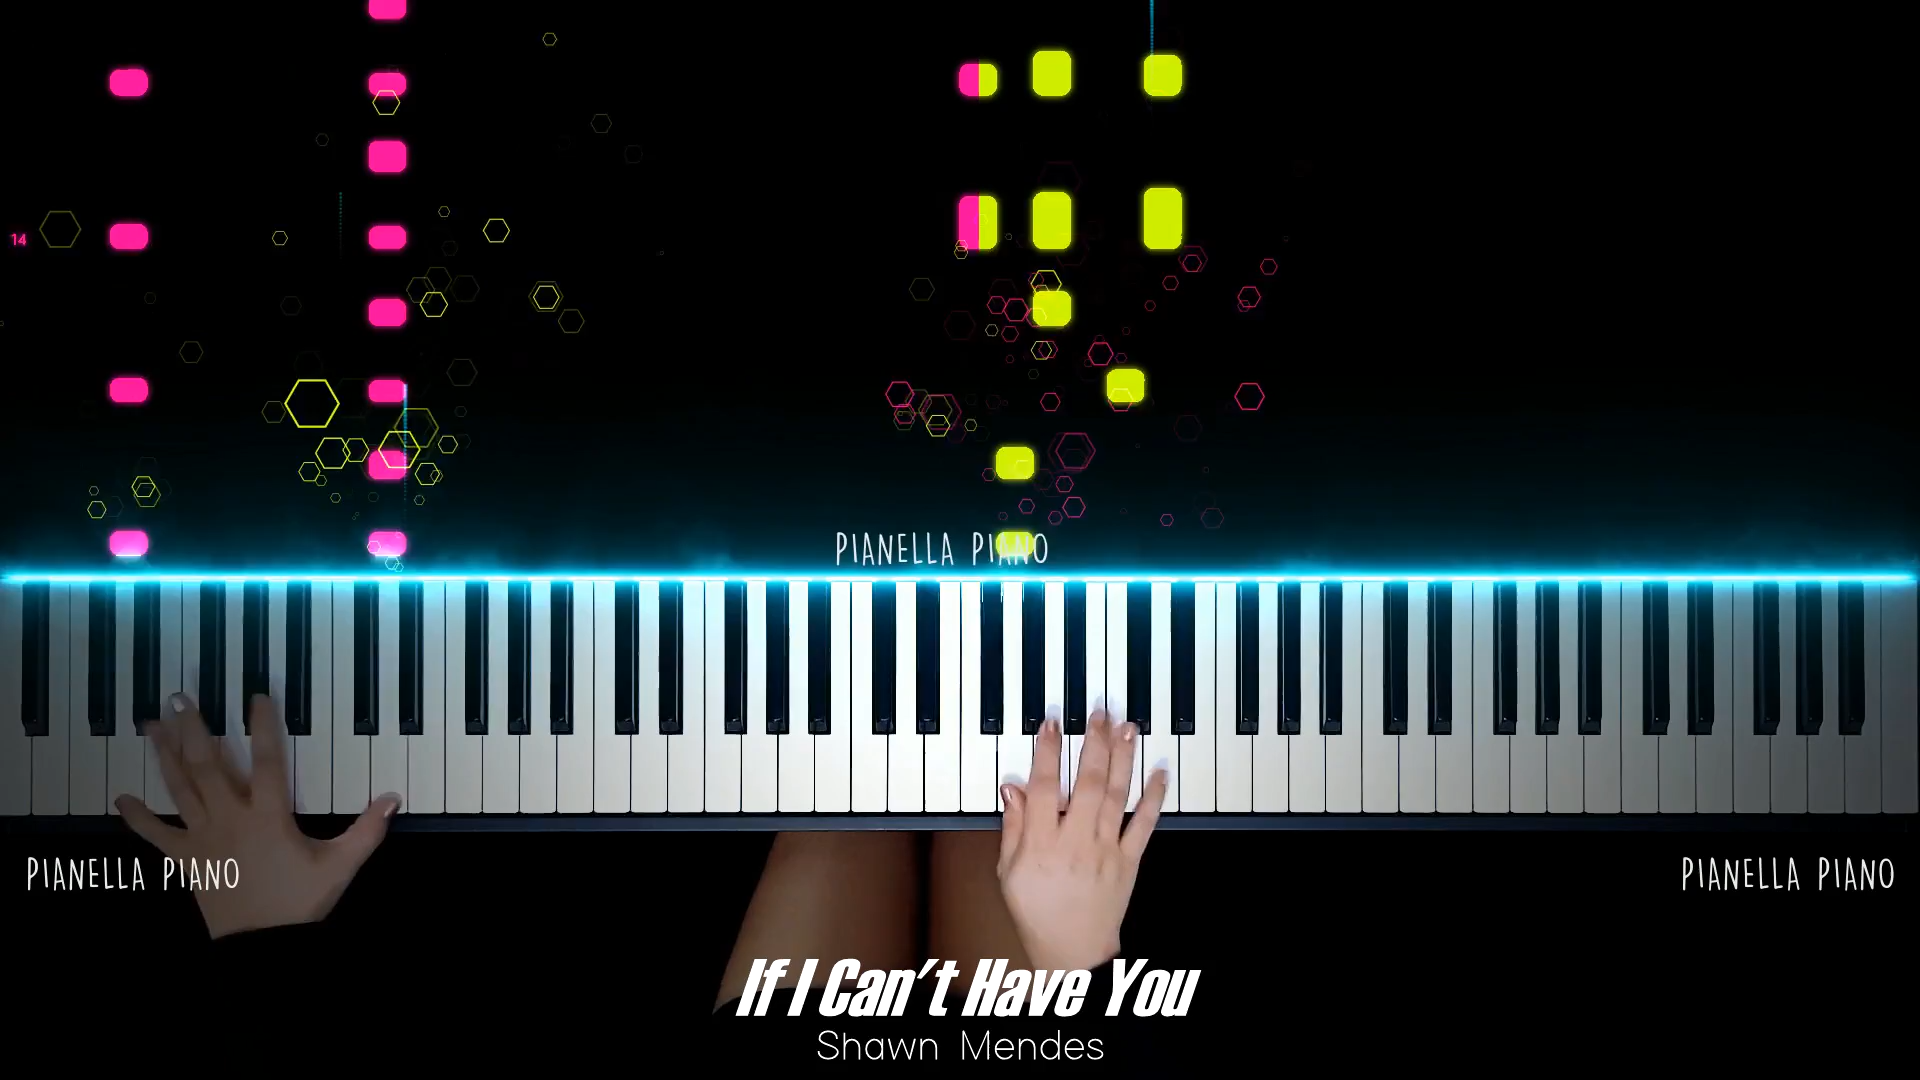 14
PIANELLA PIANO
PIANELLA PIANO
PIANELLA PIANO
If I Can't Have You
Shawn Mendes